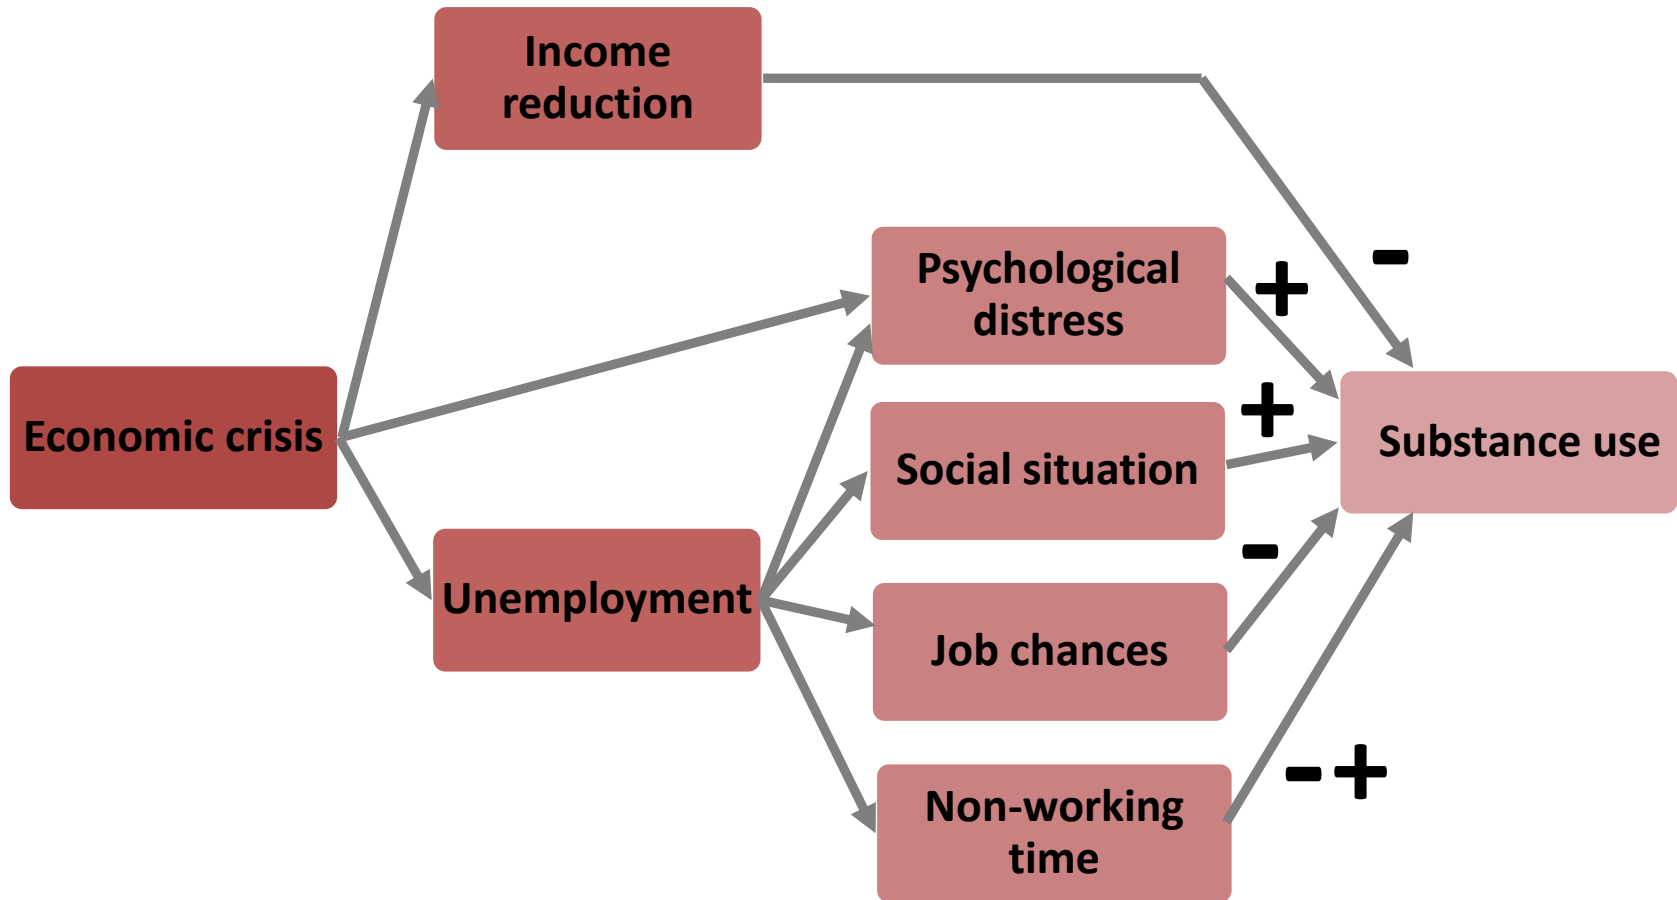 Income
reduction
Psychological
distress
-
+
+
Economic crisis
Social situation
Substance use
-
Unemployment
Job chances
-+
Non-working
time